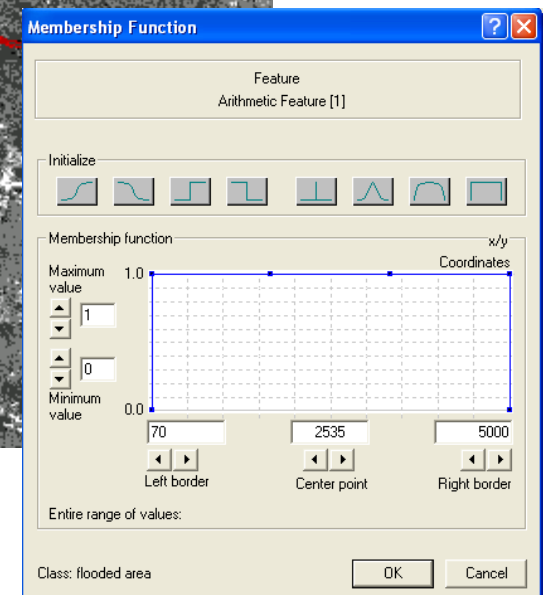 Membership Function
Feature
Arithmetic Feature [1]
Initialize
Membership function
x/y
Coordinates
Maximum
value
1.0
1
0
Minimum
value
0.0
70
2535
5000
Left border
Center point
Right border
Entire range of values:
Class: flooded area
OK
Cancel